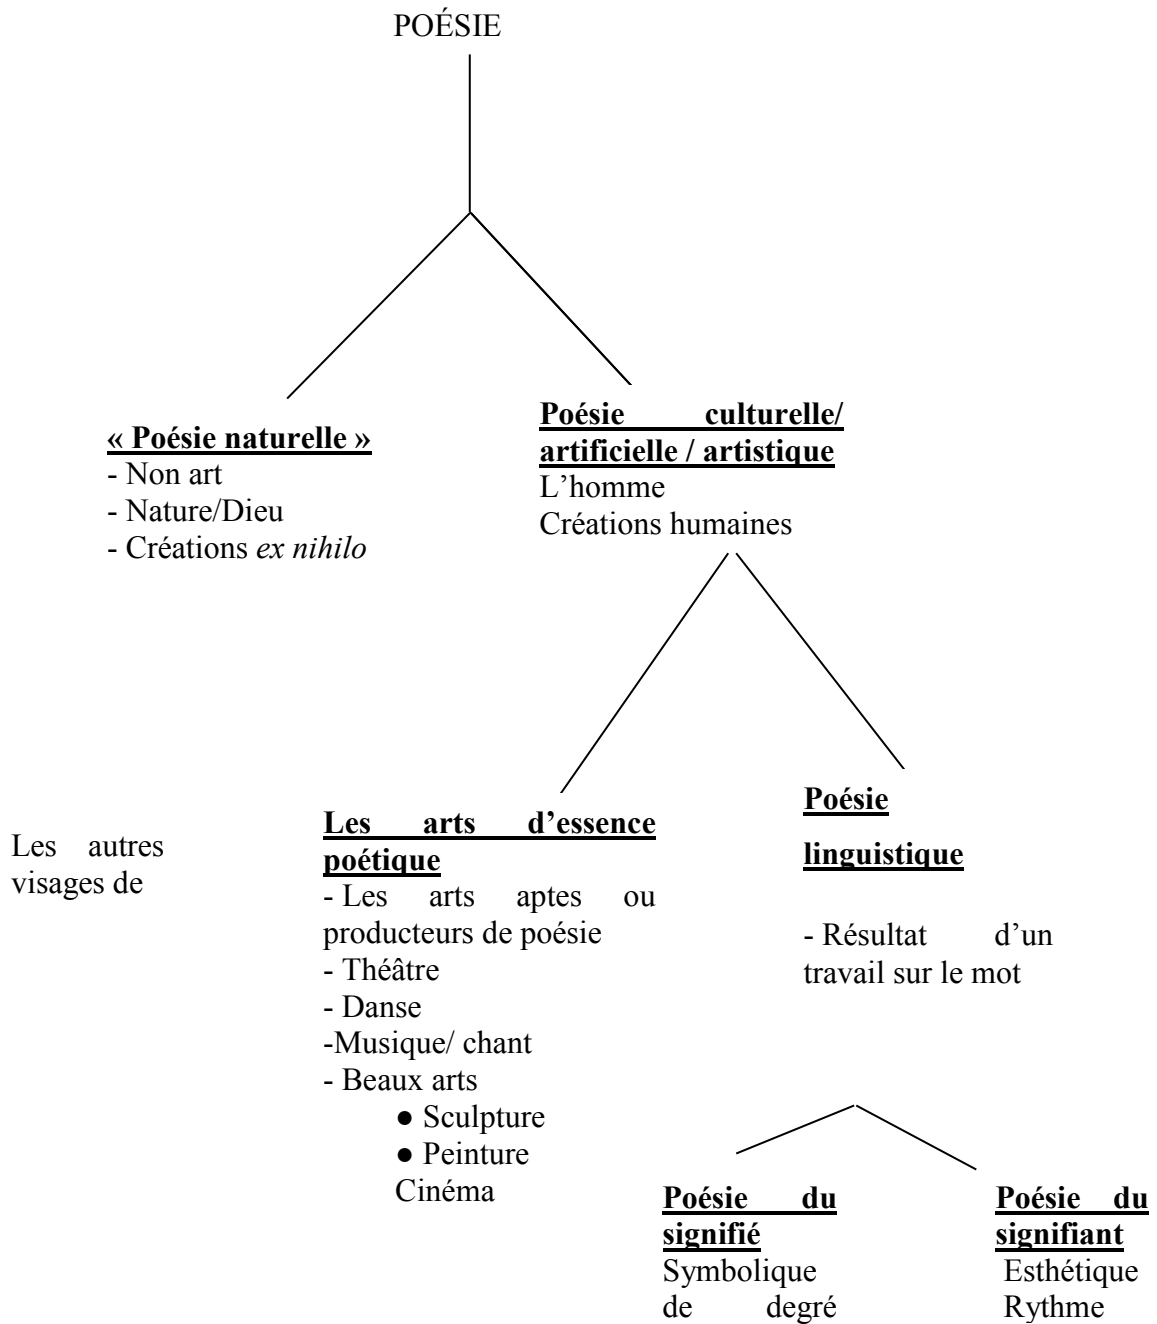 POÉSIE
« Poésie naturelle »
- Non art
- Nature/Dieu
- Créations ex nihilo
Poésie culturelle/
artificielle / artistique
L’homme
Créations humaines
Les autres
visages de
Les arts d’essence
poétique
- Les arts aptes ou
producteurs de poésie
- Théâtre
- Danse
-Musique/ chant
- Beaux arts
● Sculpture
● Peinture
Cinéma
Poésie
linguistique
- Résultat d’un
travail sur le mot
Poésie du
signifié
Symbolique
de degré
Poésie du
signifiant
Esthétique
Rythme